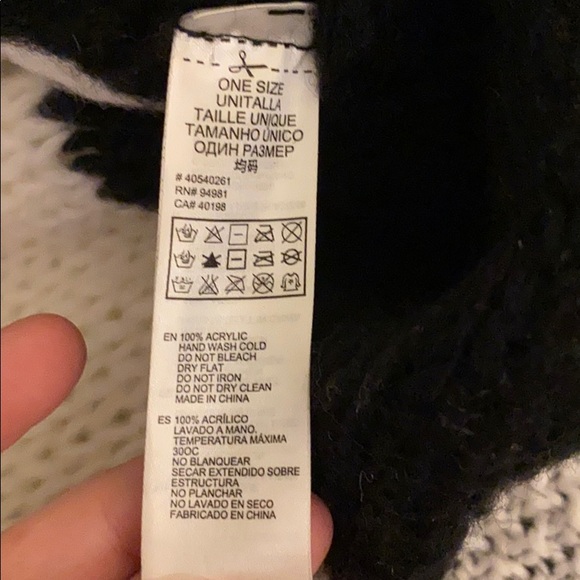 ONE SIZE
UNITALLA
TAILLE UNIQUE
TAMANHO ÚNICO
ОДИН РАЗМЕР
均码
# 40540261
RN# 94981
CA# 40198
EN 100% ACRYLIC
HAND WASH COLD
DO NOT BLEACH
DRY FLAT
DO NOT IRON
DO NOT DRY CLEAN
MADE IN CHINA
ES 100% ACRÍLICO
LAVADO A MANO.
TEMPERATURA MÁXIMA
30OC
NO BLANQUEAR
SECAR EXTENDIDO SOBRE
ESTRUCTURA
NO PLANCHAR
NO LAVADO EN SECO
FABRICADO EN CHINA